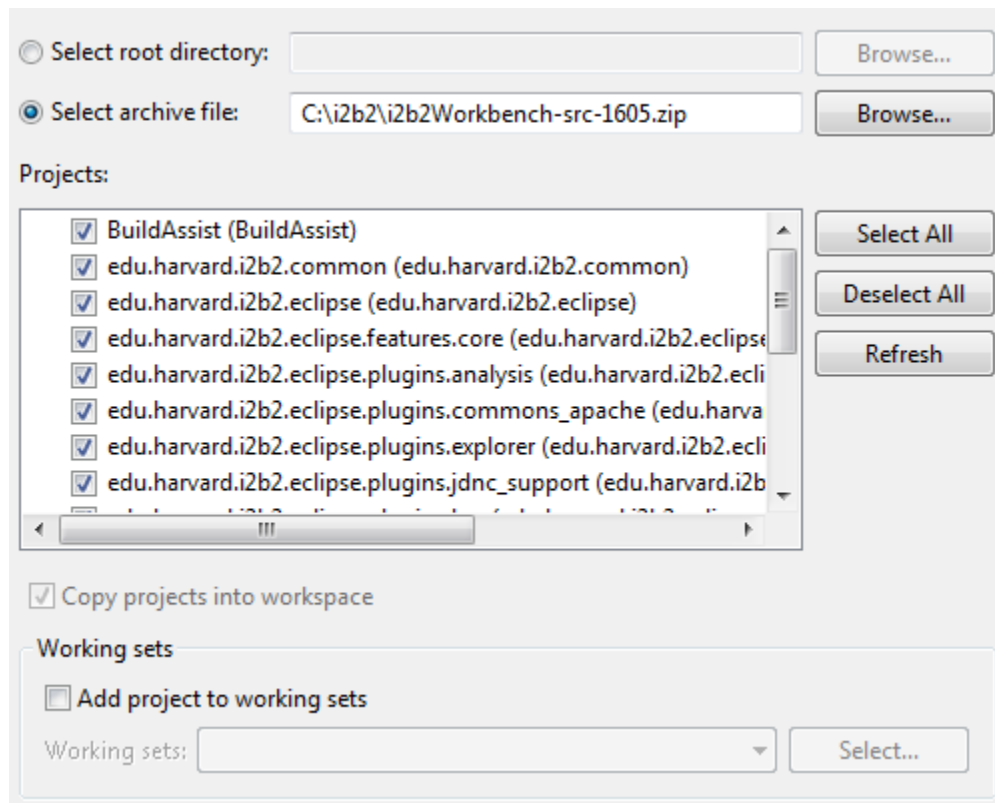 Select root directory: Browse...
Select archive file: C:\i2b2\i2b2Workbench-src-1605.zip Browse...
Projects:
BuildAssist (BuildAssist) Select All
edu.harvard.i2b2.common (edu.harvard.i2b2.common)
edu.harvard.i2b2.eclipse (edu.harvard.i2b2.eclipse) Deselect All
edu.harvard.i2b2.eclipse.features.core (edu.harvard.i2b2.eclipse Refresh
edu.harvard.i2b2.eclipse.plugins.analysis (edu.harvard.i2b2.ecli
edu.harvard.i2b2.eclipse.plugins.commons_apache (edu.harva
edu.harvard.i2b2.eclipse.plugins.explorer (edu.harvard.i2b2.ecli
edu.harvard.i2b2.eclipse.plugins.jdnc_support (edu.harvard.i2b
Copy projects into workspace
Working sets
Add project to working sets
Working sets: Select...